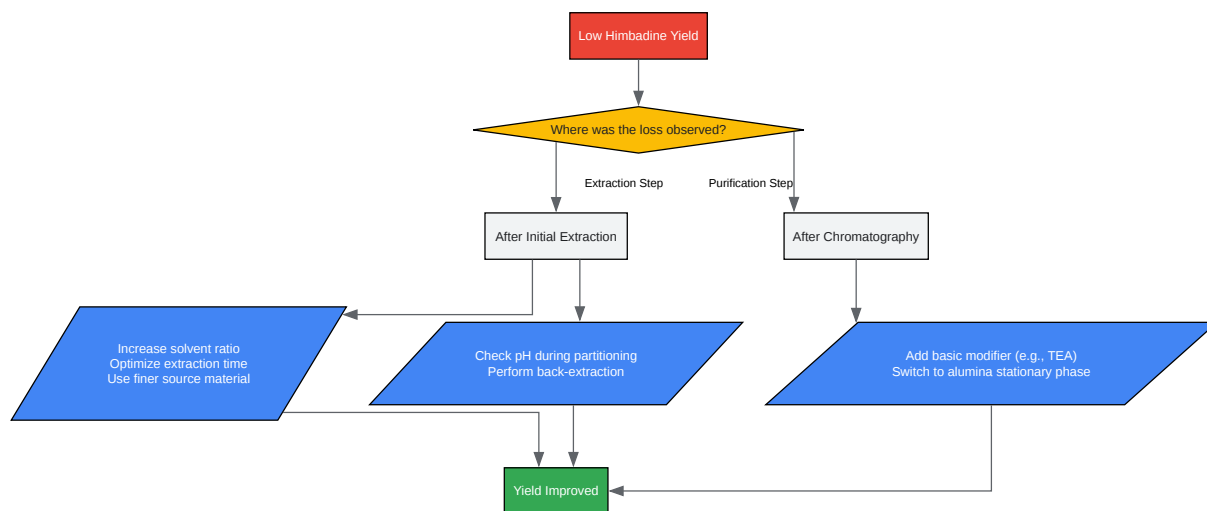 Low Himbadine Yield
Where was the loss observed?
Extraction Step
Purification Step
After Initial Extraction
After Chromatography
Increase solvent ratio
Optimize extraction time
Use finer source material
Check pH during partitioning
Perform back-extraction
Add basic modifier (e.g., TEA)
Switch to alumina stationary phase
Yield Improved